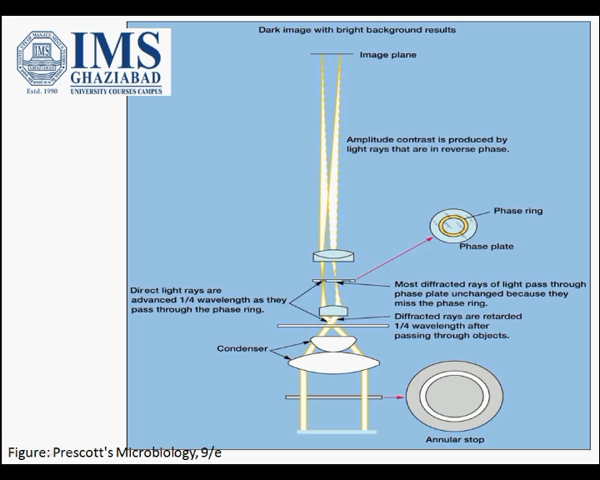 IMS
GHAZIABAD
UNIVERSITY COURSES CAMPUS
IMS
Estd. 1990
Dark image with bright background results
Image plane
Amplitude contrast is produced by
light rays that are in reverse phase.
Phase ring
Phase plate
Direct light rays are
advanced 1/4 wavelength as they
pass through the phase ring.
Most diffracted rays of light pass through
phase plate unchanged because they
miss the phase ring.
Diffracted rays are retarded
1/4 wavelength after
passing through objects.
Condenser
Annular stop
Figure: Prescott's Microbiology, 9/e